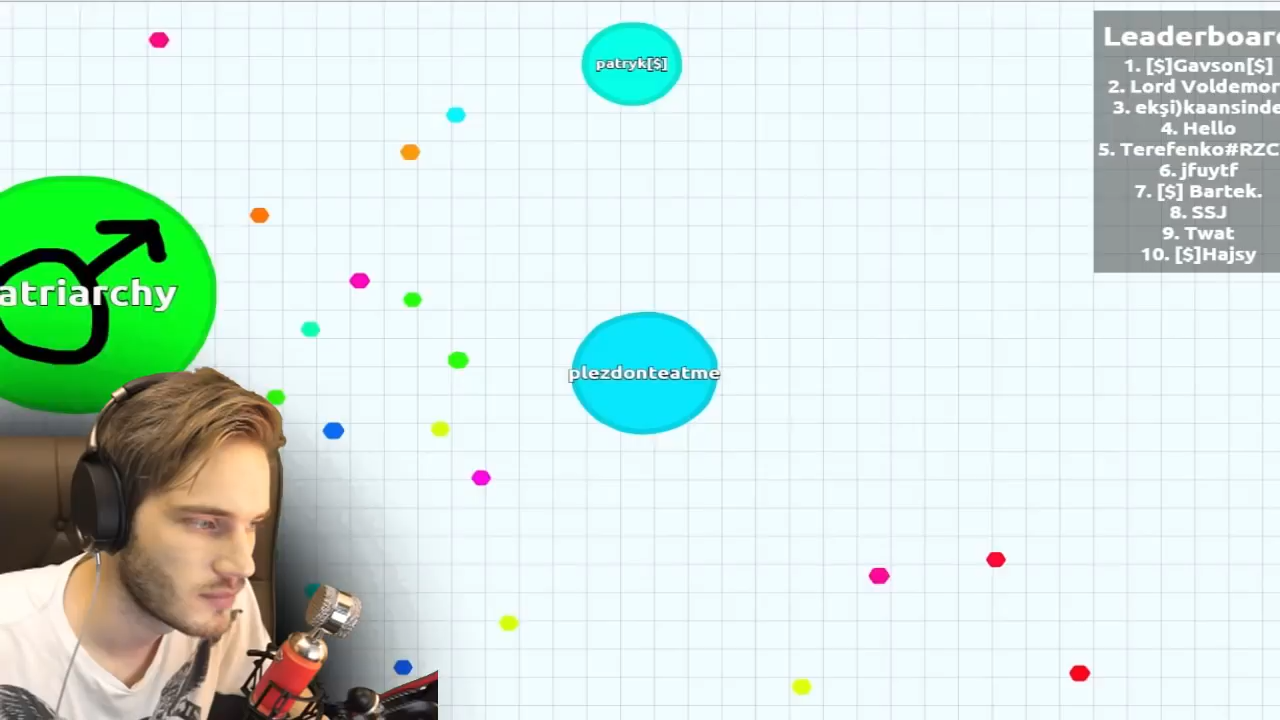 patryk[$]
Leaderboar
1. [$]Gavson[$]
2. Lord Voldemor
3. ekşi)kaansinde
4. Hello
5. Terefenko#RZC
6. jfuytf
7. [$] Bartek.
8. SSJ
9. Twat
10. [$]Hajsy
atriarchy
plezdonteatme